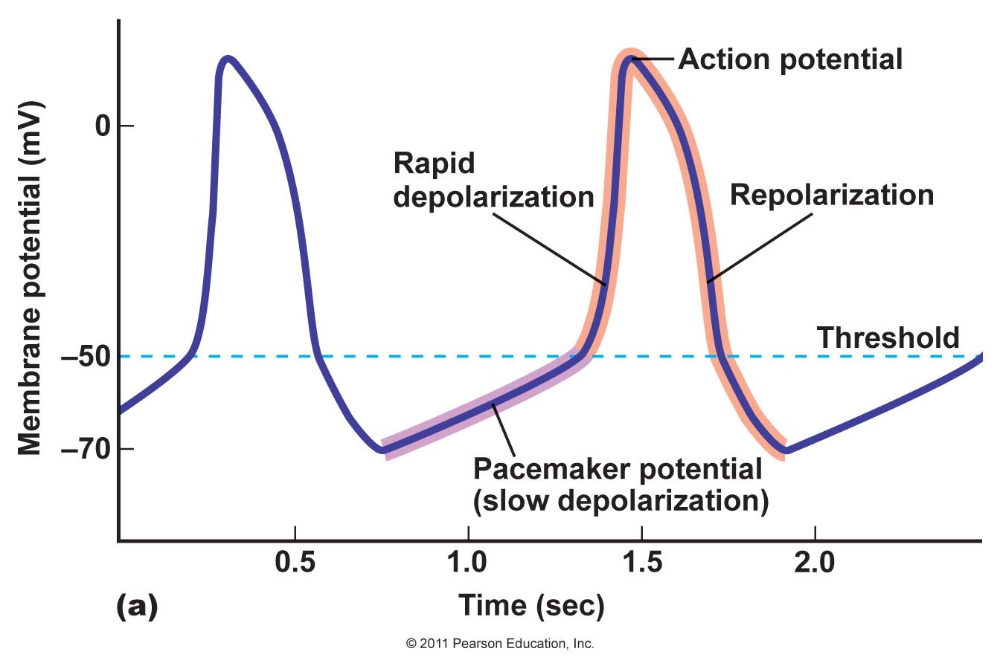 Membrane potential (mV)
0
–50
–70
Action potential
Rapid
depolarization
Repolarization
Threshold
Pacemaker potential
(slow depolarization)
0.5
1.0
1.5
2.0
(a)
Time (sec)
© 2011 Pearson Education, Inc.